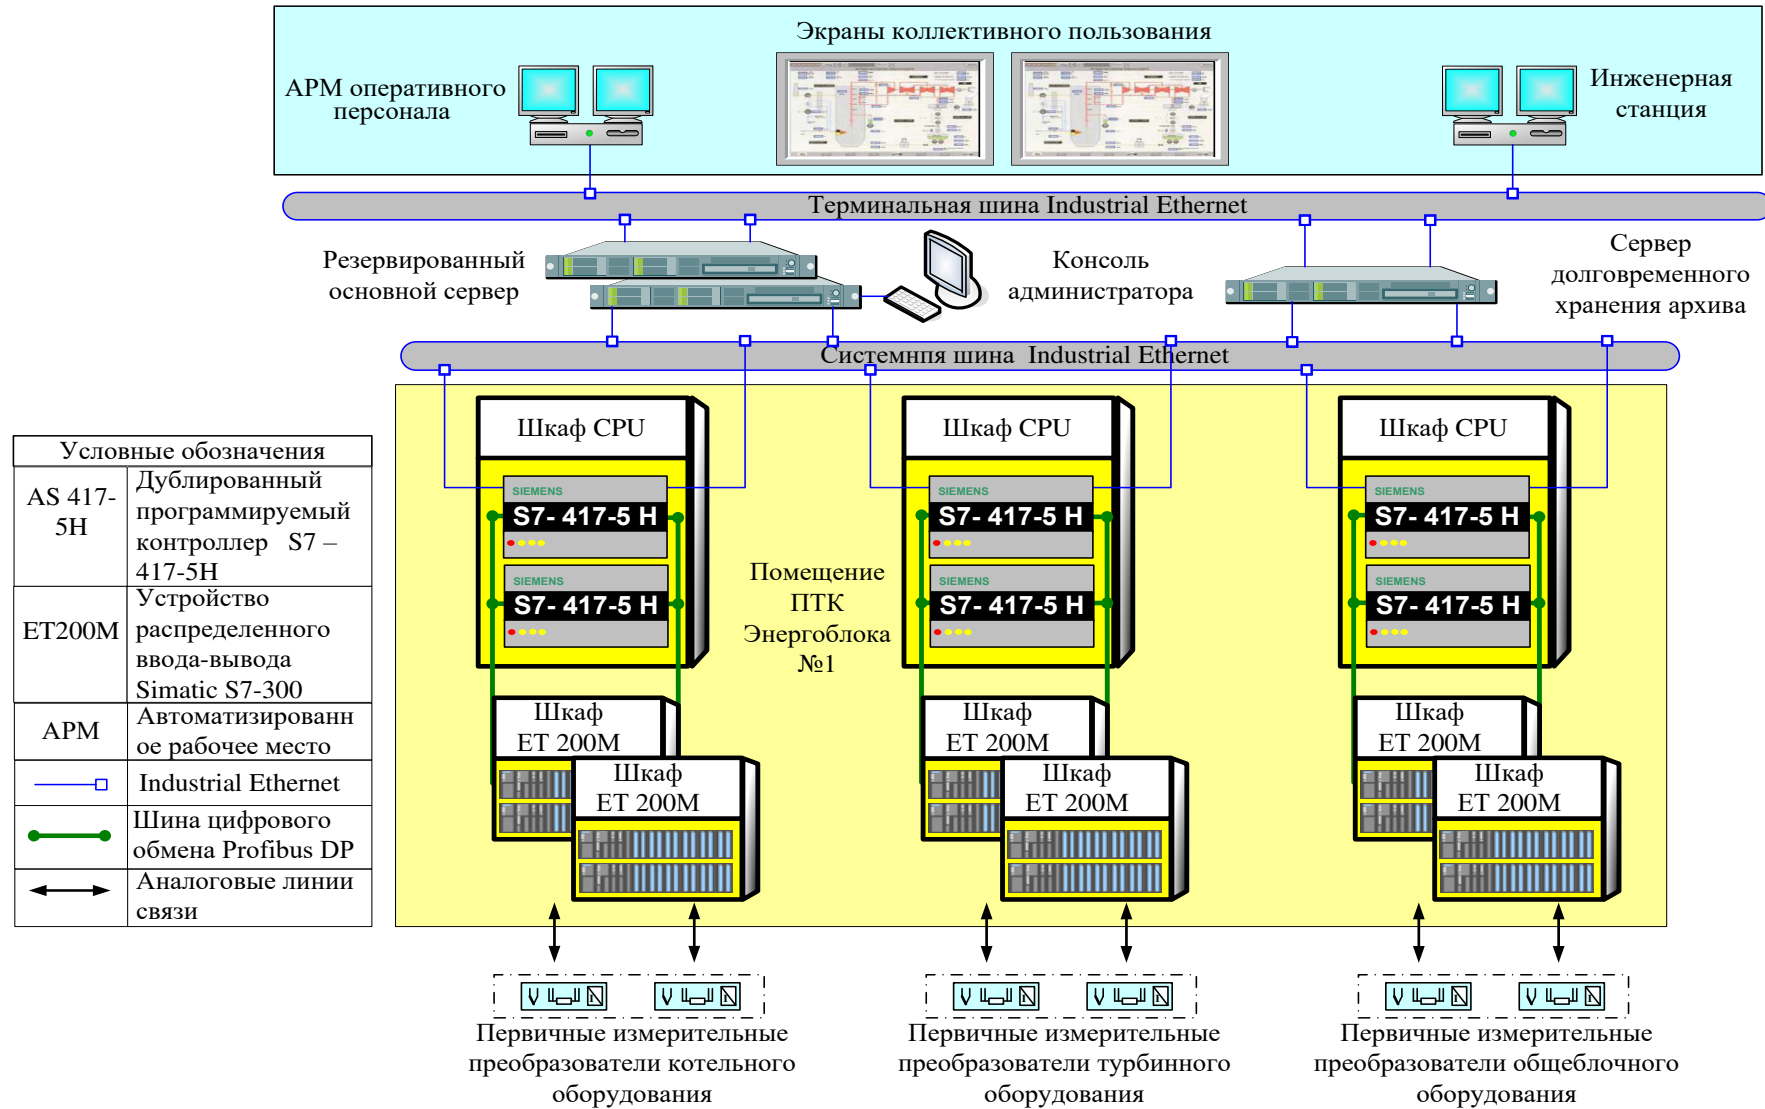 Экраны коллективного пользования
АРМ оперативного
персонала
Инженерная
станция
Терминальная шина Industrial Ethernet
Резервированный
основной сервер
Консоль
администратора
Сервер
долговременного
хранения архива
Системнпя шина Industrial Ethernet
Шкаф CPU
SIEMENS
S7- 417-5 H
SIEMENS
S7- 417-5 H
Шкаф
ET 200M
Шкаф
ET 200M
Помещение
ПТК
Энергоблока
№1
Шкаф CPU
SIEMENS
S7- 417-5 H
SIEMENS
S7- 417-5 H
Шкаф
ET 200M
Шкаф
ET 200M
Шкаф CPU
SIEMENS
S7- 417-5 H
SIEMENS
S7- 417-5 H
Шкаф
ET 200M
Шкаф
ET 200M
Условные обозначения
AS 417-
5H
Дублированный
программируемый
контроллер S7 –
417-5H
ET200M
Устройство
распределенного
ввода-вывода
Simatic S7-300
АРМ
Автоматизированн
ое рабочее место
Industrial Ethernet
Шина цифрового
обмена Profibus DP
Аналоговые линии
связи
Первичные измерительные
преобразователи котельного
оборудования
Первичные измерительные
преобразователи турбинного
оборудования
Первичные измерительные
преобразователи общеблочного
оборудования